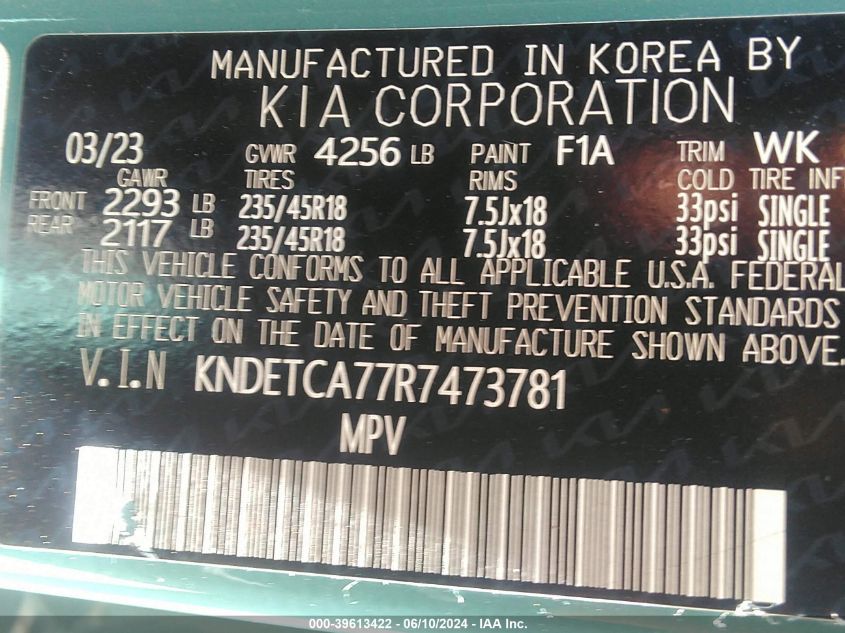 MANUFACTURED IN KOREA BY
KIA CORPORATION
03/23 GVWR 4256 LB PAINT F1A TRIM WK
GAWR TIRES RIMS COLD TIRE INF
FRONT 2293 LB 235/45R18 7.5Jx18 33psi SINGLE
REAR 2117 LB 235/45R18 7.5Jx18 33psi SINGLE
THIS VEHICLE CONFORMS TO ALL APPLICABLE U.S.A. FEDERAL
MOTOR VEHICLE SAFETY AND THEFT PREVENTION STANDARDS
IN EFFECT ON THE DATE OF MANUFACTURE SHOWN ABOVE.
V.I.N KNDETCA77R7473781
MPV
000-39613422 - 06/10/2024 - IAA Inc.